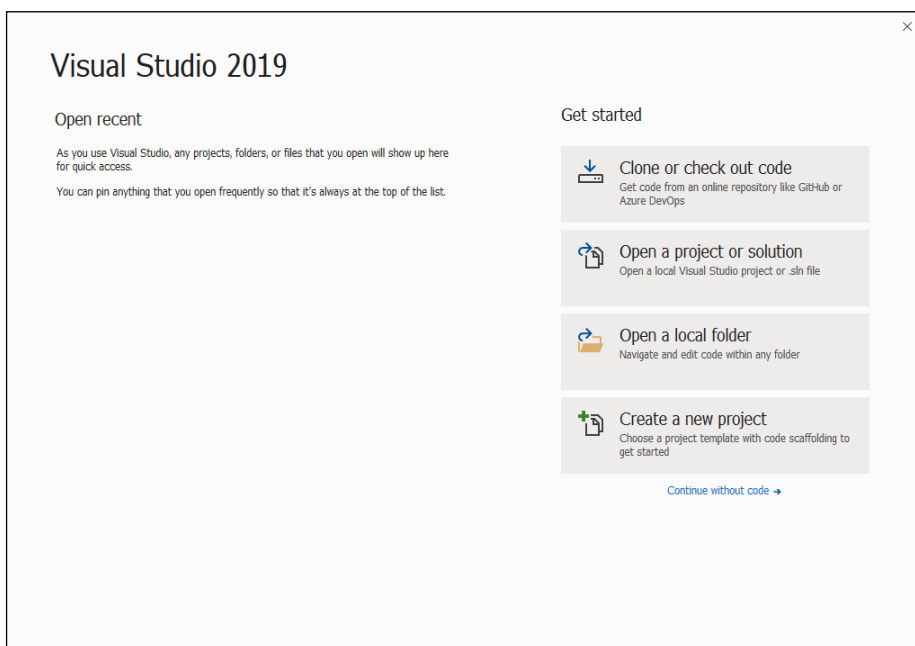 Visual Studio 2019
Open recent
As you use Visual Studio, any projects, folders, or files that you open will show up here
for quick access.
You can pin anything that you open frequently so that it's always at the top of the list.
Get started
Clone or check out code
Get code from an online repository like GitHub or
Azure DevOps
Open a project or solution
Open a local Visual Studio project or .sln file
Open a local folder
Navigate and edit code within any folder
Create a new project
Choose a project template with code scaffolding to
get started
Continue without code